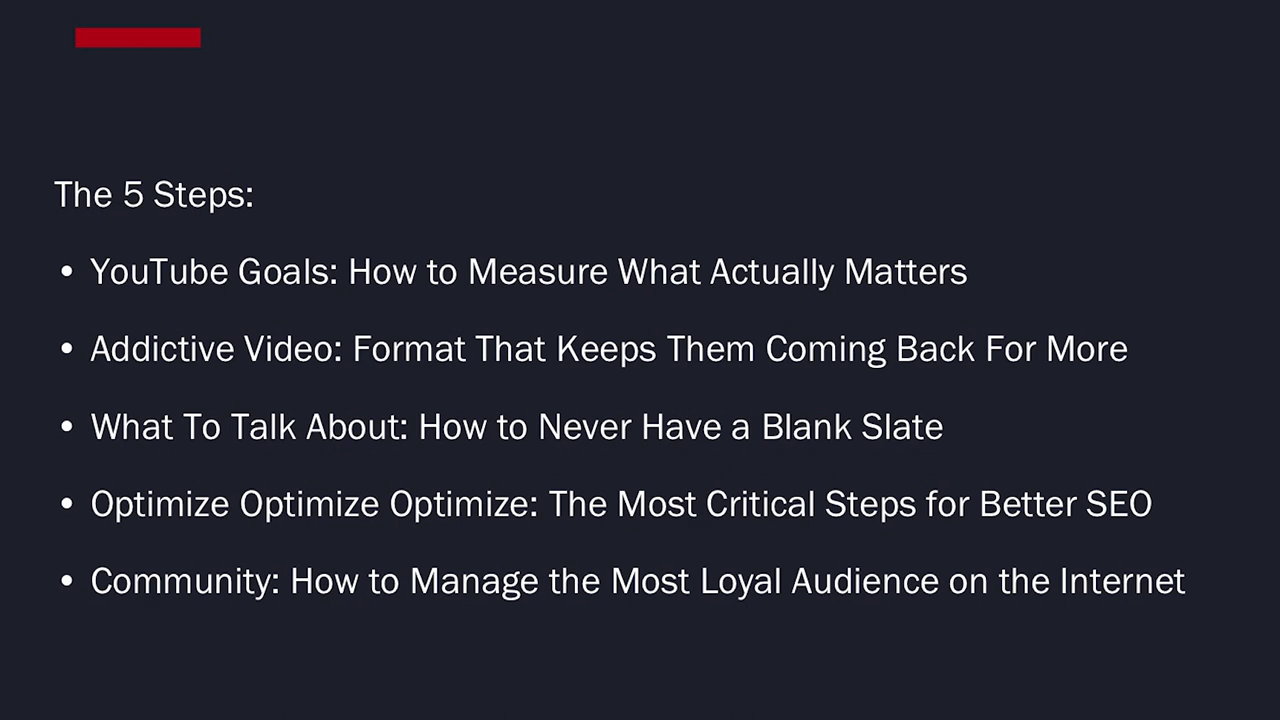 The 5 Steps:
• YouTube Goals: How to Measure What Actually Matters
• Addictive Video: Format That Keeps Them Coming Back For More
• What To Talk About: How to Never Have a Blank Slate
• Optimize Optimize Optimize: The Most Critical Steps for Better SEO
• Community: How to Manage the Most Loyal Audience on the Internet